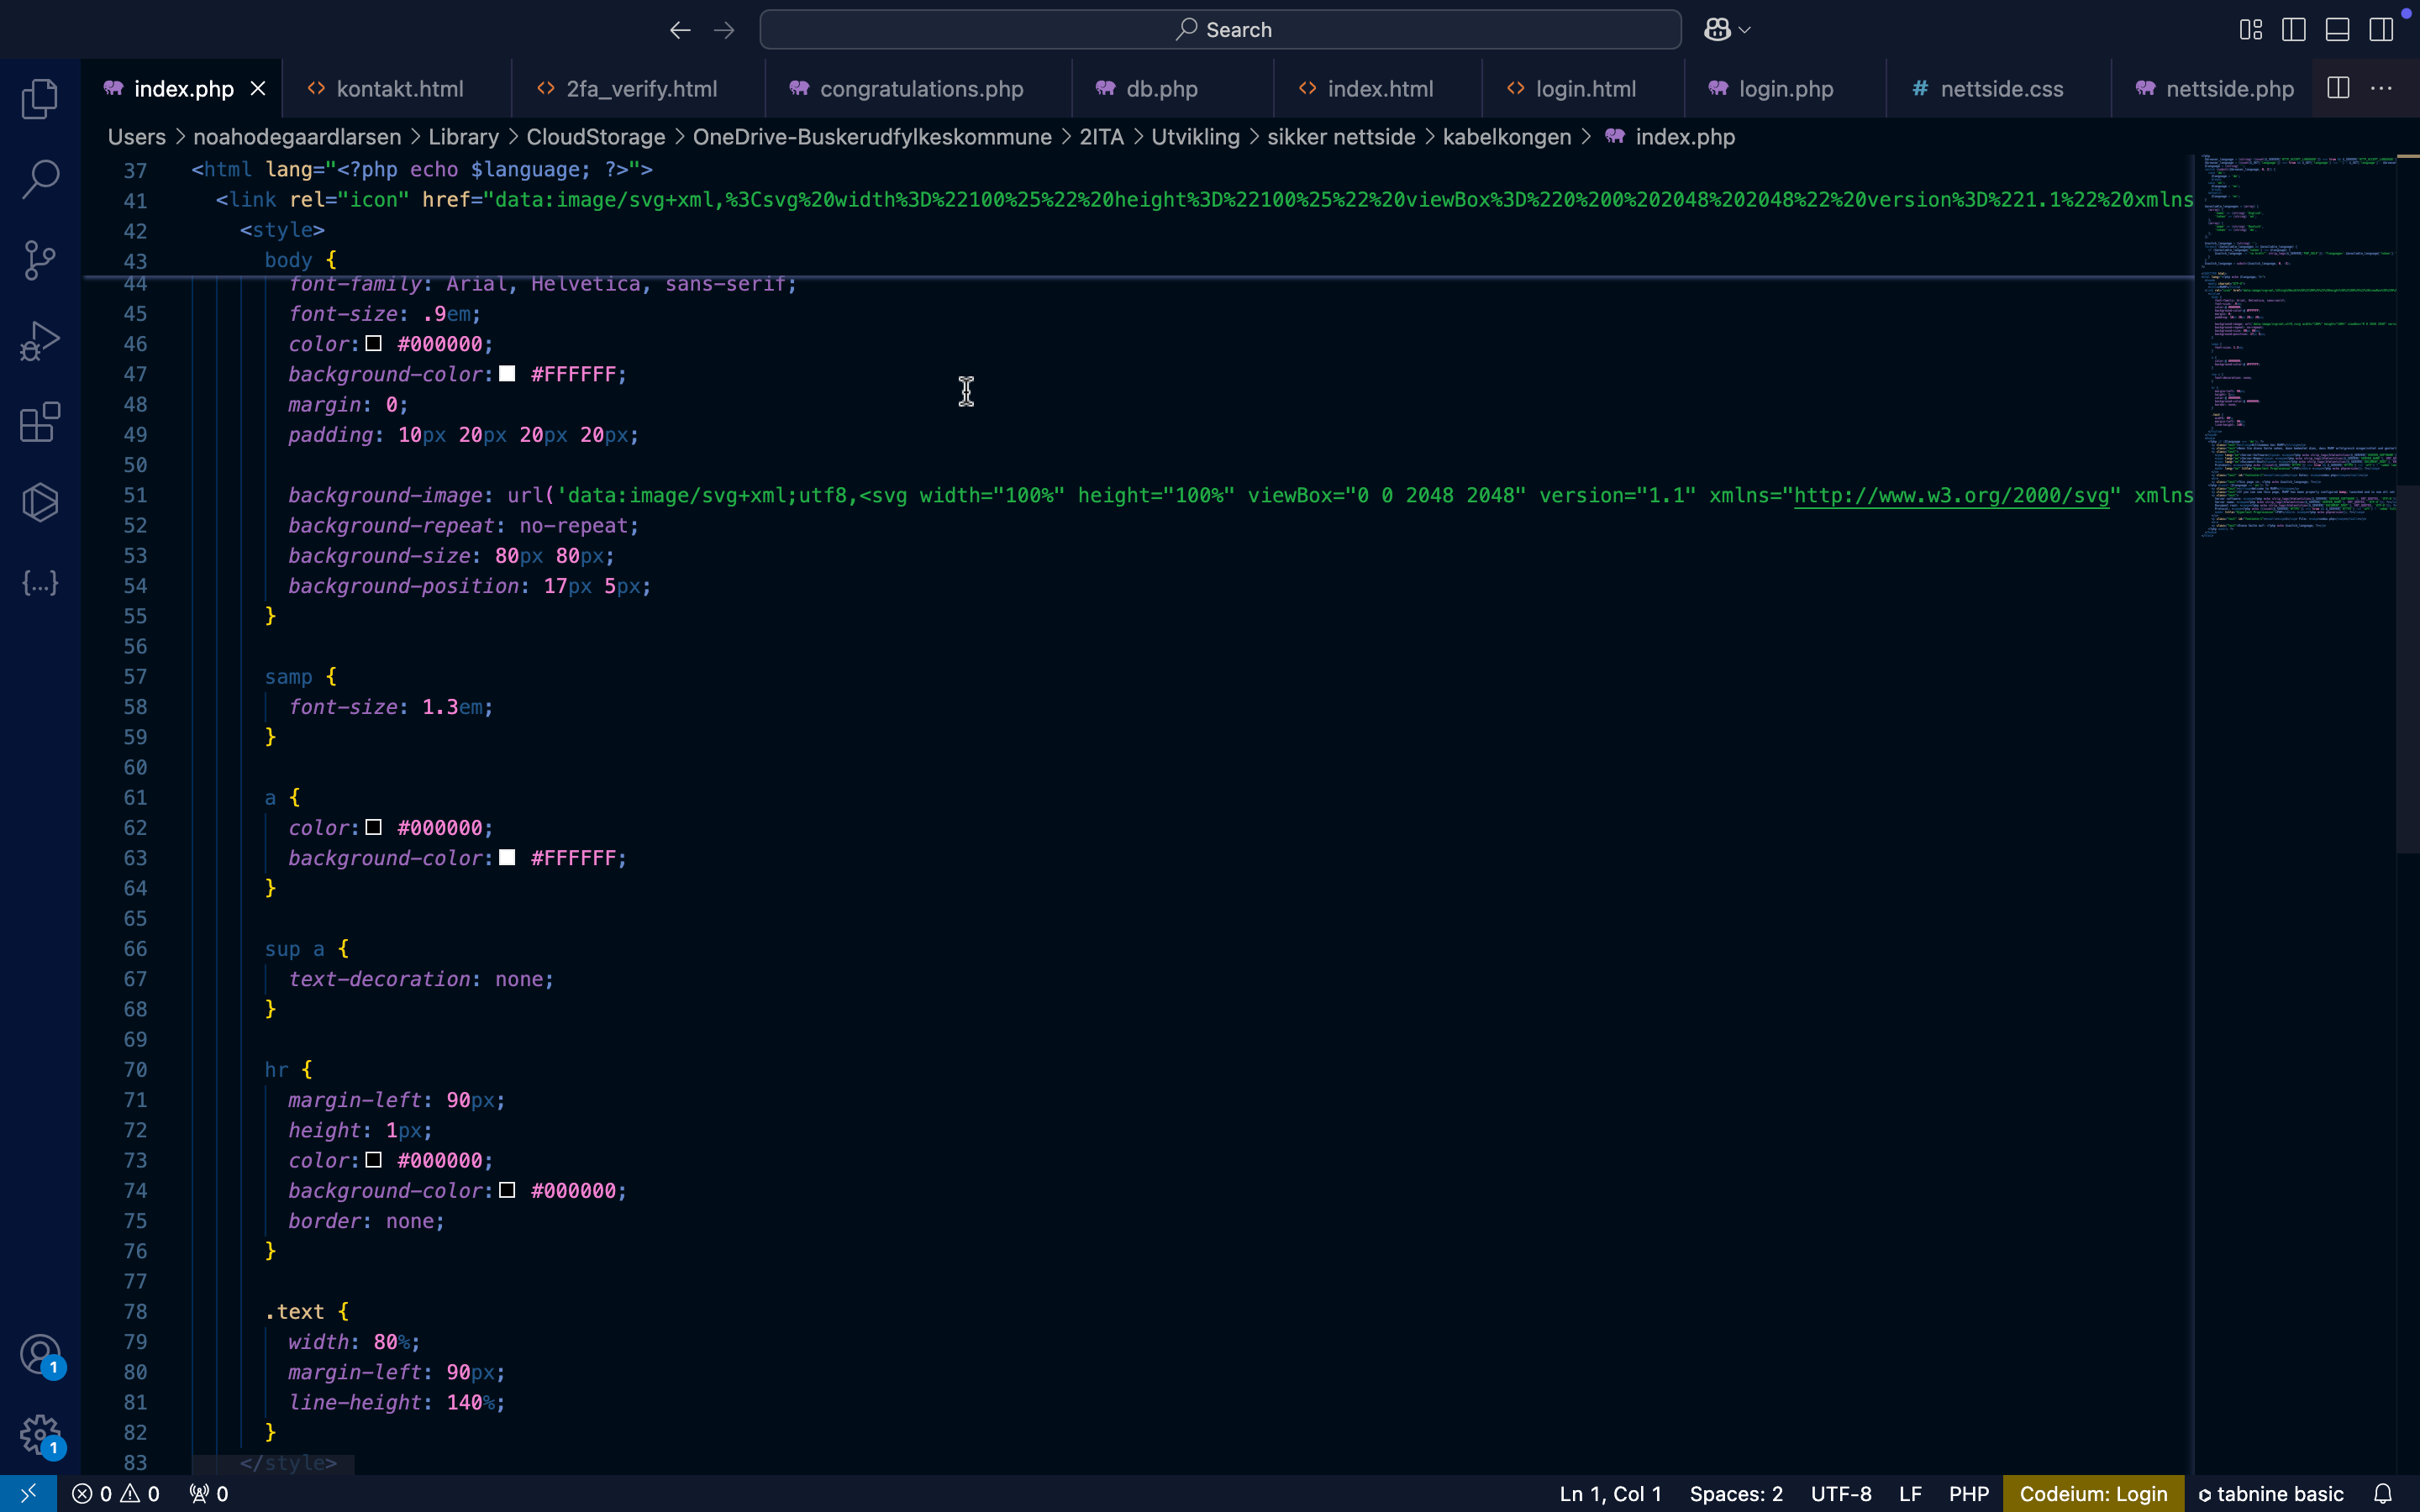 Search
index.php
kontakt.html
2fa_verify.html
congratulations.php
db.php
index.html
login.html
login.php
# nettside.css
nettside.php
Users > noahodegaardlarsen > Library > CloudStorage > OneDrive-Buskerudfylkeskommune > 2ITA > Utvikling > sikker nettside > kabelkongen > index.php
37 <html lang="<?php echo $language; ?>">
41 <link rel="icon" href="data:image/svg+xml,%3Csvg%20width%3D%22100%25%22%20height%3D%22100%25%22%20viewBox%3D%220%200%202048%202048%22%20version%3D%221.1%22%20xmlns
42 <style>
43 body {
44 font-family: Arial, Helvetica, sans-serif;
45 font-size: .9em;
46 color: #000000;
47 background-color: #FFFFFF;
48 margin: 0;
49 padding: 10px 20px 20px 20px;
50
51 background-image: url('data:image/svg+xml;utf8,<svg width="100%" height="100%" viewBox="0 0 2048 2048" version="1.1" xmlns="http://www.w3.org/2000/svg" xmlns
52 background-repeat: no-repeat;
53 background-size: 80px 80px;
54 background-position: 17px 5px;
55 }
56
57 samp {
58 font-size: 1.3em;
59 }
60
61 a {
62 color: #000000;
63 background-color: #FFFFFF;
64 }
65
66 sup a {
67 text-decoration: none;
68 }
69
70 hr {
71 margin-left: 90px;
72 height: 1px;
73 color: #000000;
74 background-color: #000000;
75 border: none;
76 }
77
78 .text {
79 width: 80%;
80 margin-left: 90px;
81 line-height: 140%;
82 }
83 </style>
1
1
0 0 0
Ln 1, Col 1 Spaces: 2 UTF-8 LF PHP Codeium: Login tabnine basic